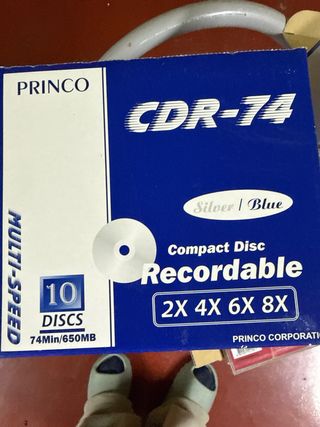 PRINCO
CDR-74
Silver / Blue
MULTI-SPEED
Compact Disc
Recordable
10
DISCS
2X 4X 6X 8X
74Min/650MB
PRINCO CORPORATIO